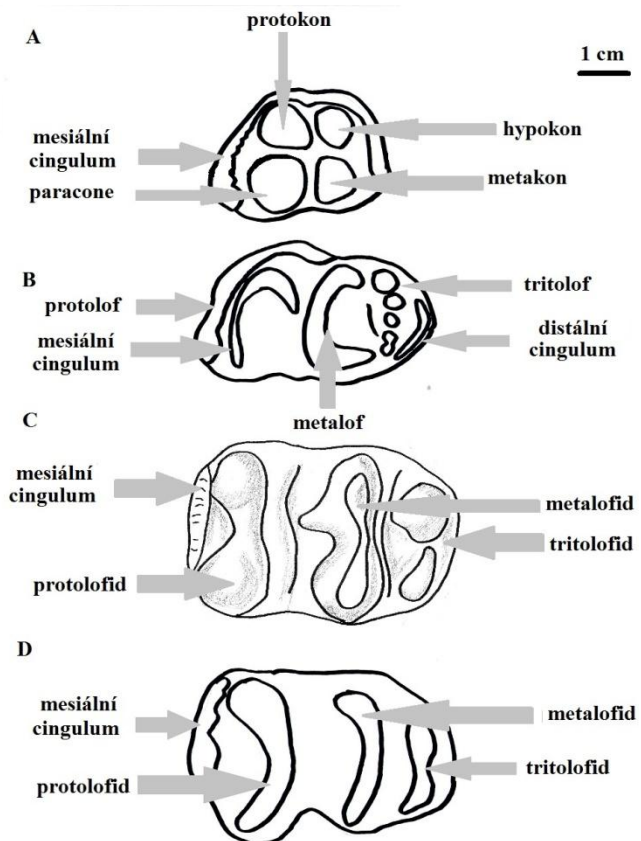 A
protokon
1 cm
mesiální
cingulum
paracone
hypokon
metakon
B
protolof
mesiální
cingulum
metalof
tritolof
distální
cingulum
C
mesiální
cingulum
protolofid
metalofid
tritolofid
D
mesiální
cingulum
protolofid
metalofid
tritolofid